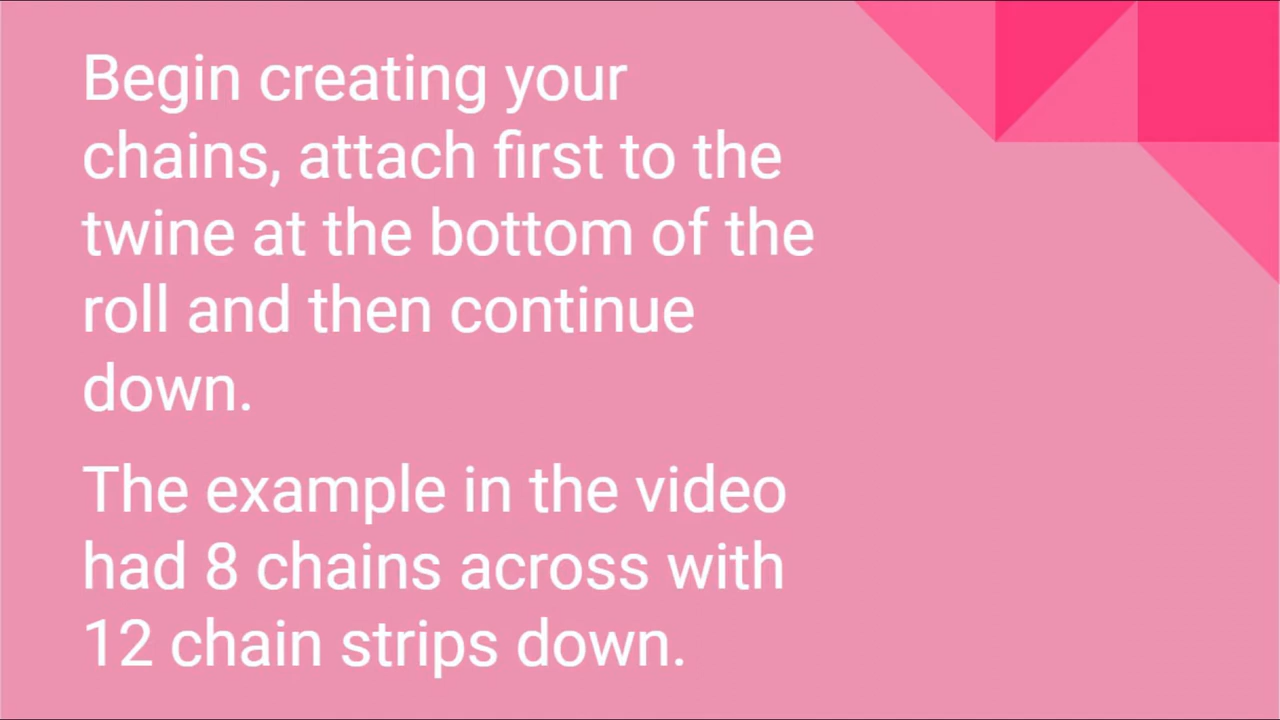 Begin creating your
chains, attach first to the
twine at the bottom of the
roll and then continue
down.
The example in the video
had 8 chains across with
12 chain strips down.